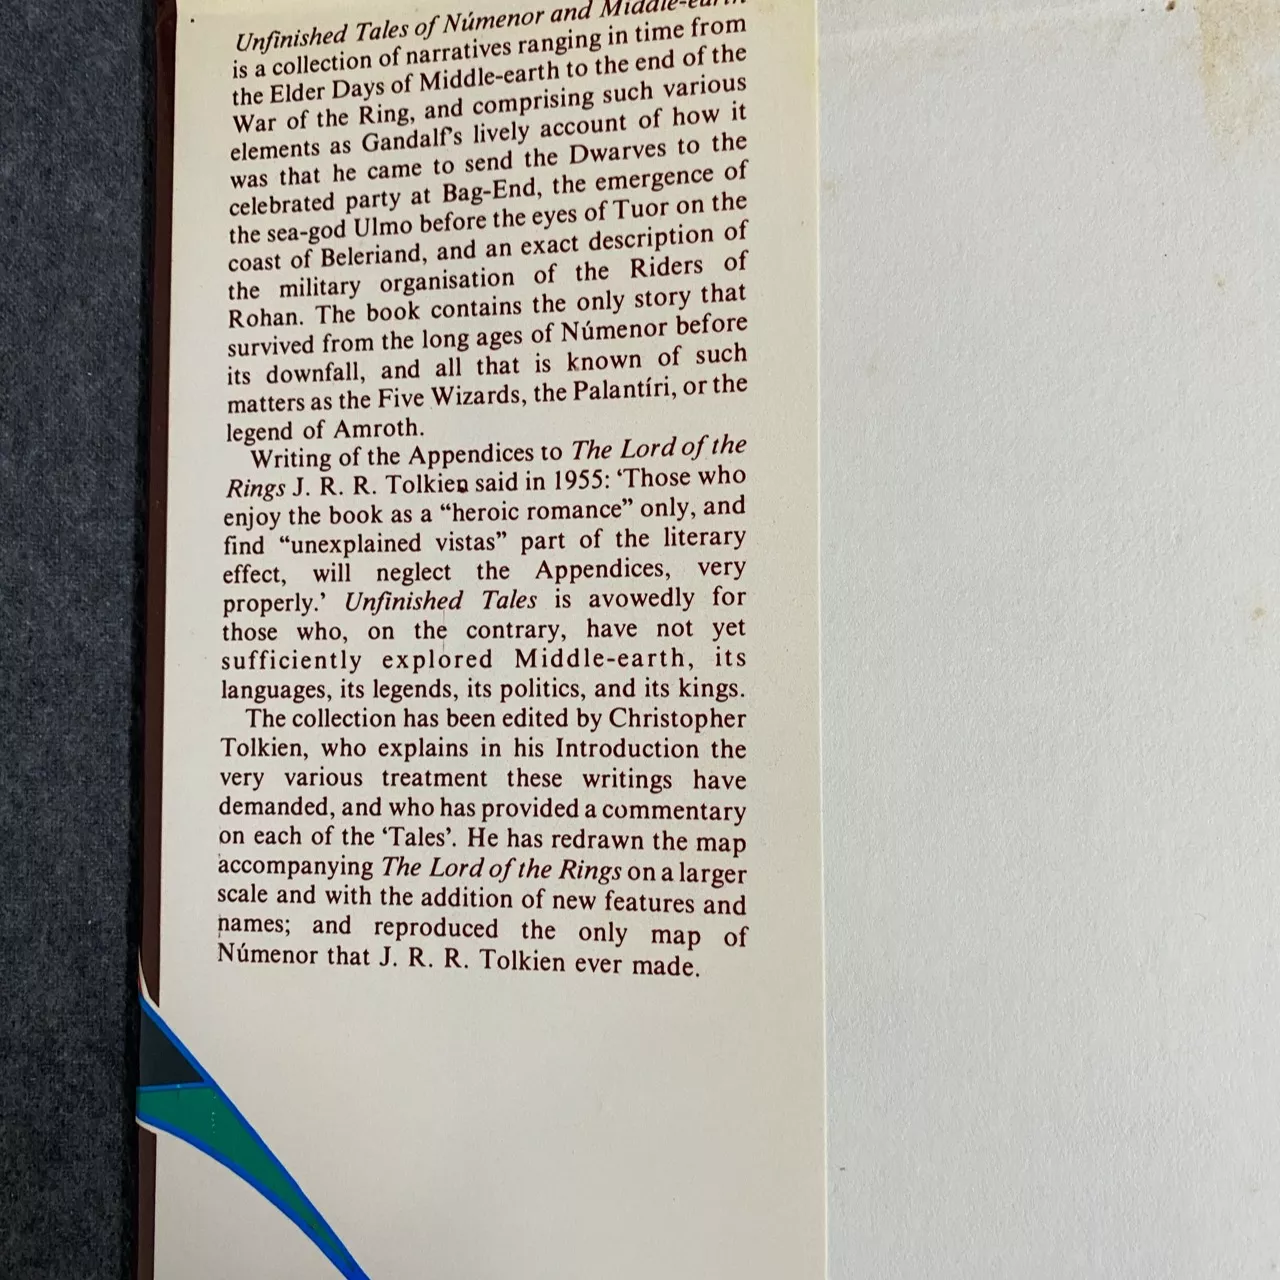 Unfinished Tales of Númenor and Middle-earth
is a collection of narratives ranging in time from
the Elder Days of Middle-earth to the end of the
War of the Ring, and comprising such various
elements as Gandalf's lively account of how it
was that he came to send the Dwarves to the
celebrated party at Bag-End, the emergence of
the sea-god Ulmo before the eyes of Tuor on the
coast of Beleriand, and an exact description of
the military organisation of the Riders of
Rohan. The book contains the only story that
survived from the long ages of Númenor before
its downfall, and all that is known of such
matters as the Five Wizards, the Palantíri, or the
legend of Amroth.
Writing of the Appendices to The Lord of the
Rings J. R. R. Tolkien said in 1955: ‘Those who
enjoy the book as a “heroic romance” only, and
find “unexplained vistas” part of the literary
effect, will neglect the Appendices, very
properly.’ Unfinished Tales is avowedly for
those who, on the contrary, have not yet
sufficiently explored Middle-earth, its
languages, its legends, its politics, and its kings.
The collection has been edited by Christopher
Tolkien, who explains in his Introduction the
very various treatment these writings have
demanded, and who has provided a commentary
on each of the ‘Tales’. He has redrawn the map
accompanying The Lord of the Rings on a larger
scale and with the addition of new features and
names; and reproduced the only map of
Númenor that J. R. R. Tolkien ever made.